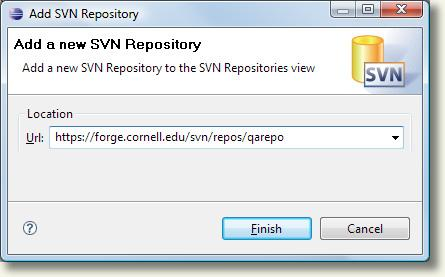 Add SVN Repository
Add a new SVN Repository
Add a new SVN Repository to the SVN Repositories view
SVN
Location
Url: https://forge.cornell.edu/svn/repos/qarepo
?
Finish
Cancel